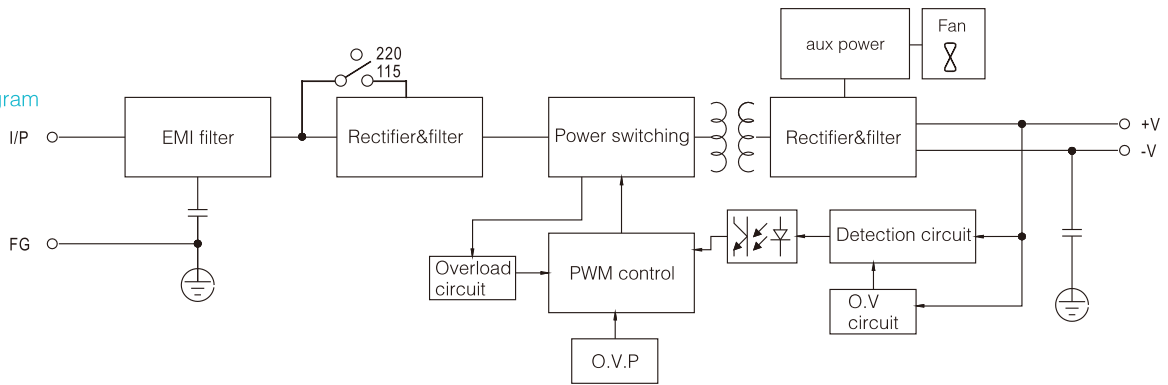 Fan
aux power
220
115
I/P
EMI filter
Rectifier&filter
Power switching
Rectifier&filter
+V
-V
FG
Detection circuit
Overload
circuit
PWM control
O.V
circuit
O.V.P